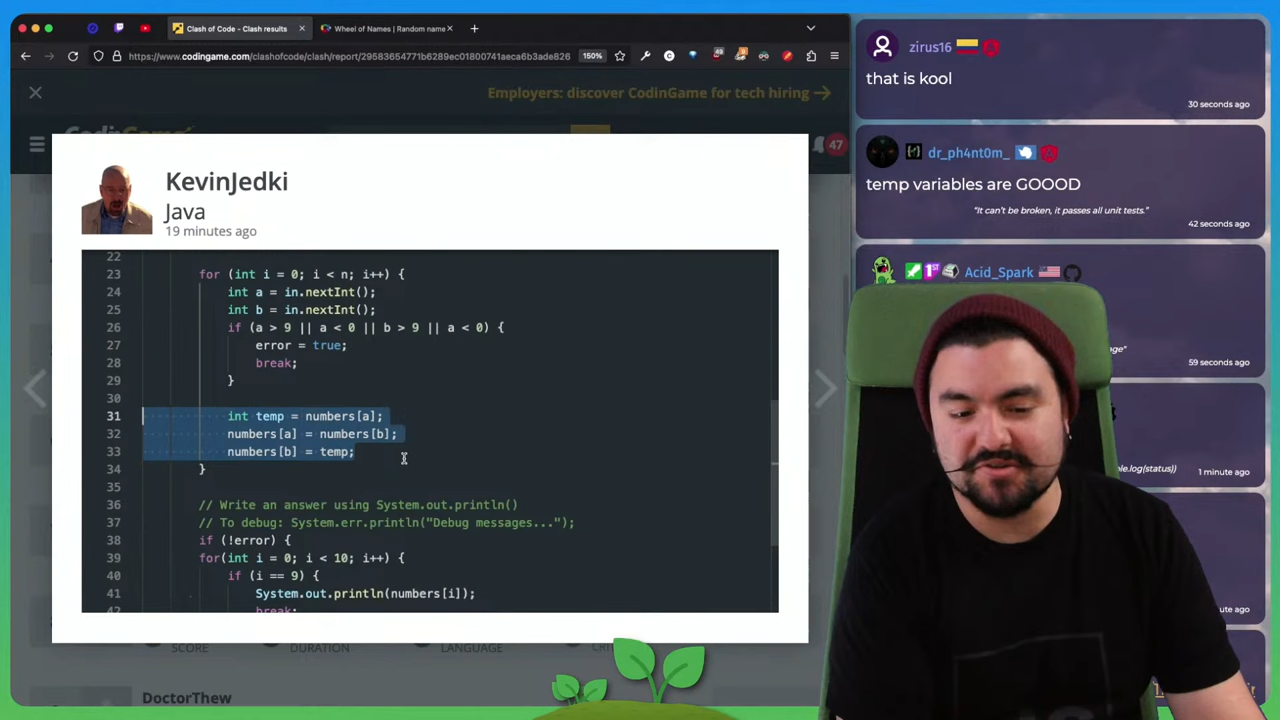 Clash of Code - Clash results
Wheel of Names | Random name
https://www.codingame.com/clashofcode/clash/report/29583654771b6289ec01800741aeca6b3ade826
150%
Employers: discover CodinGame for tech hiring
47
KevinJedki
Java
19 minutes ago
22
23 for (int i = 0; i < n; i++) {
24 int a = in.nextInt();
25 int b = in.nextInt();
26 if (a > 9 || a < 0 || b > 9 || a < 0) {
27 error = true;
28 break;
29 }
30
31 int temp = numbers[a];
32 numbers[a] = numbers[b];
33 numbers[b] = temp;
34 }
35
36 // Write an answer using System.out.println()
37 // To debug: System.err.println("Debug messages...");
38 if (!error) {
39 for(int i = 0; i < 10; i++) {
40 if (i == 9) {
41 System.out.println(numbers[i]);
42 break;
SCORE
DURATION
LANGUAGE
DoctorThew
zirus16
that is kool
30 seconds ago
dr_ph4nt0m_
temp variables are GOOOD
"It can't be broken, it passes all unit tests."
42 seconds ago
1st
Acid_Spark
59 seconds ago
ole.log(status)}
1 minute ago